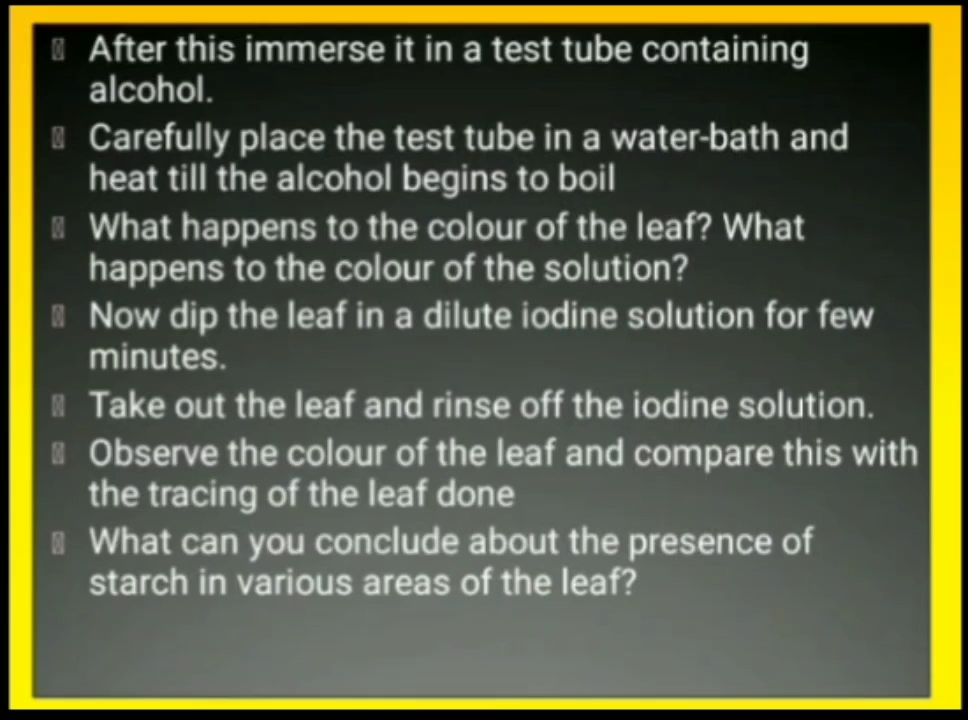 After this immerse it in a test tube containing
alcohol.
Carefully place the test tube in a water-bath and
heat till the alcohol begins to boil
What happens to the colour of the leaf? What
happens to the colour of the solution?
Now dip the leaf in a dilute iodine solution for few
minutes.
Take out the leaf and rinse off the iodine solution.
Observe the colour of the leaf and compare this with
the tracing of the leaf done
What can you conclude about the presence of
starch in various areas of the leaf?